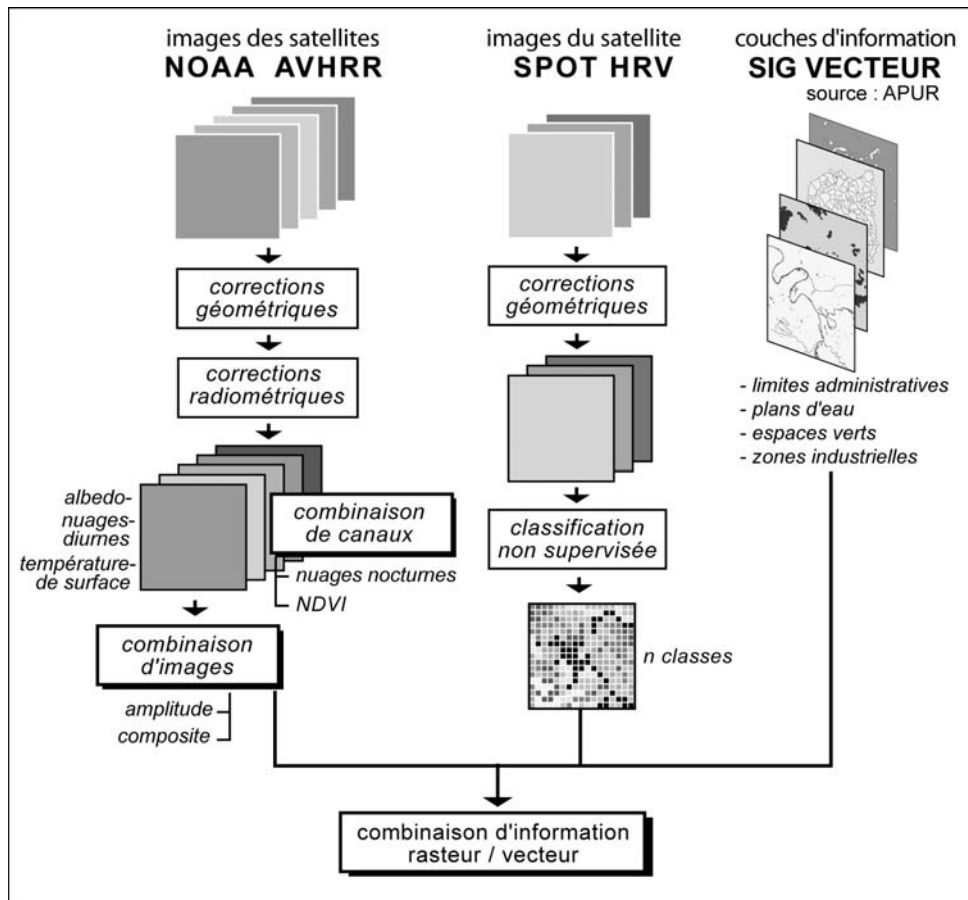 images des satellites
NOAA AVHRR
images du satellite
SPOT HRV
couches d'information
SIG VECTEUR
source : APUR
corrections
géométriques
corrections
radiométriques
albedo-
nuages-
diurnes
température-
de surface
combinaison
de canaux
nuages nocturnes
NDVI
combinaison
d'images
amplitude
composite
corrections
géométriques
classification
non supervisée
n classes
- limites administratives
- plans d'eau
- espaces verts
- zones industrielles
combinaison d'information
rasteur / vecteur